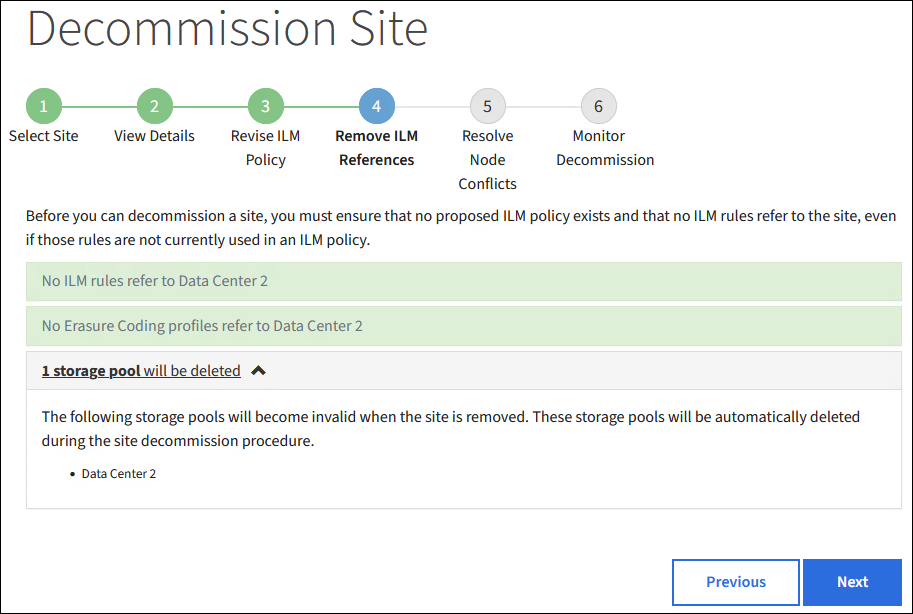 Decommission Site
1 2 3 4 5 6
Select Site View Details Revise ILM Remove ILM Resolve Monitor
Policy References Node Decommission
Conflicts
Before you can decommission a site, you must ensure that no proposed ILM policy exists and that no ILM rules refer to the site, even
if those rules are not currently used in an ILM policy.
No ILM rules refer to Data Center 2
No Erasure Coding profiles refer to Data Center 2
1 storage pool will be deleted
The following storage pools will become invalid when the site is removed. These storage pools will be automatically deleted
during the site decommission procedure.
• Data Center 2
Previous Next